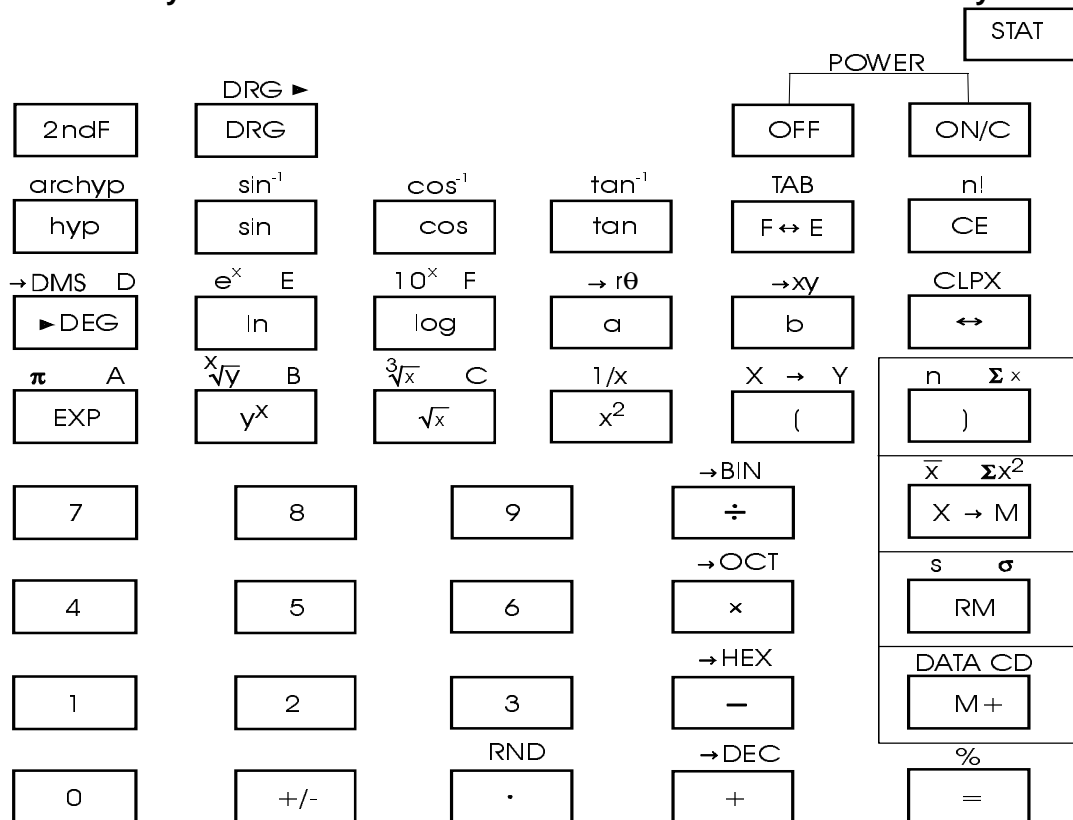 STAT
POWER
DRG ►
2ndF DRG OFF ON/C
archyp sin⁻¹ cos⁻¹ tan⁻¹ TAB n!
hyp sin cos tan F↔E CE
→DMS D eˣ E 10ˣ F →rθ →xy CLPX
►DEG ln log a b ↔
π A ˣ√y B ³√x C 1/x X → Y n Σx
EXP yˣ √x x² ( )
→BIN x̅ Σx²
7 8 9 ÷ X → M
→OCT s σ
4 5 6 × RM
→HEX DATA CD
1 2 3 − M+
RND →DEC %
0 +/- · + =